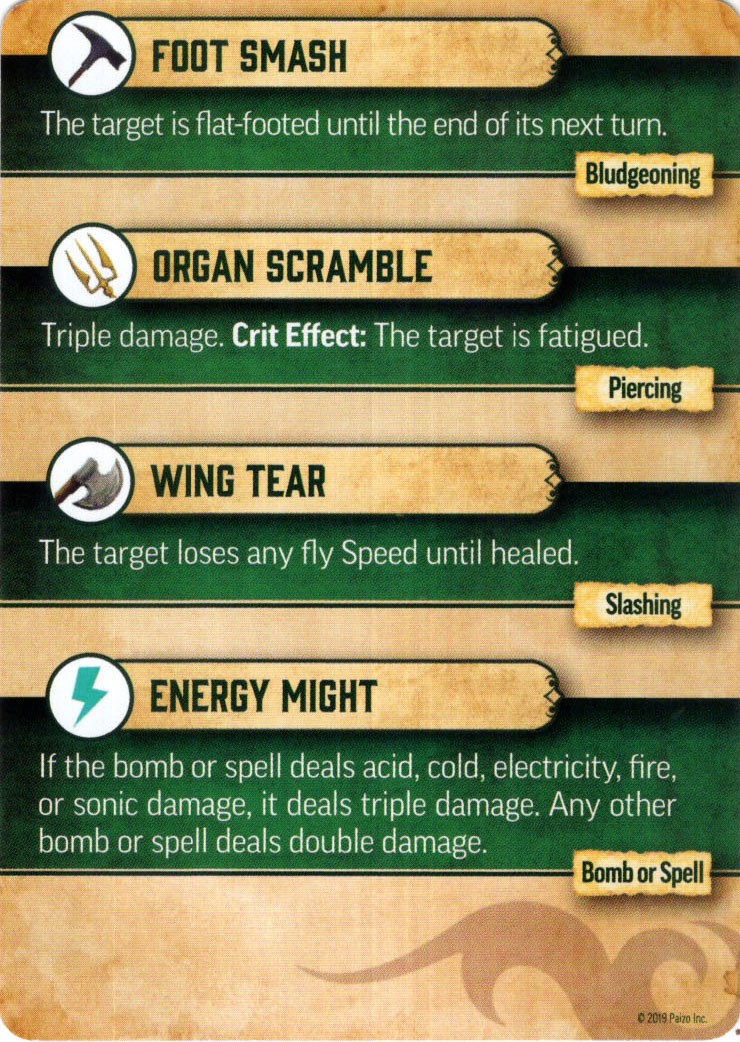 FOOT SMASH
The target is flat-footed until the end of its next turn.
Bludgeoning
ORGAN SCRAMBLE
Triple damage. Crit Effect: The target is fatigued.
Piercing
WING TEAR
The target loses any fly Speed until healed.
Slashing
ENERGY MIGHT
If the bomb or spell deals acid, cold, electricity, fire,
or sonic damage, it deals triple damage. Any other
bomb or spell deals double damage.
Bomb or Spell
© 2019 Paizo Inc.